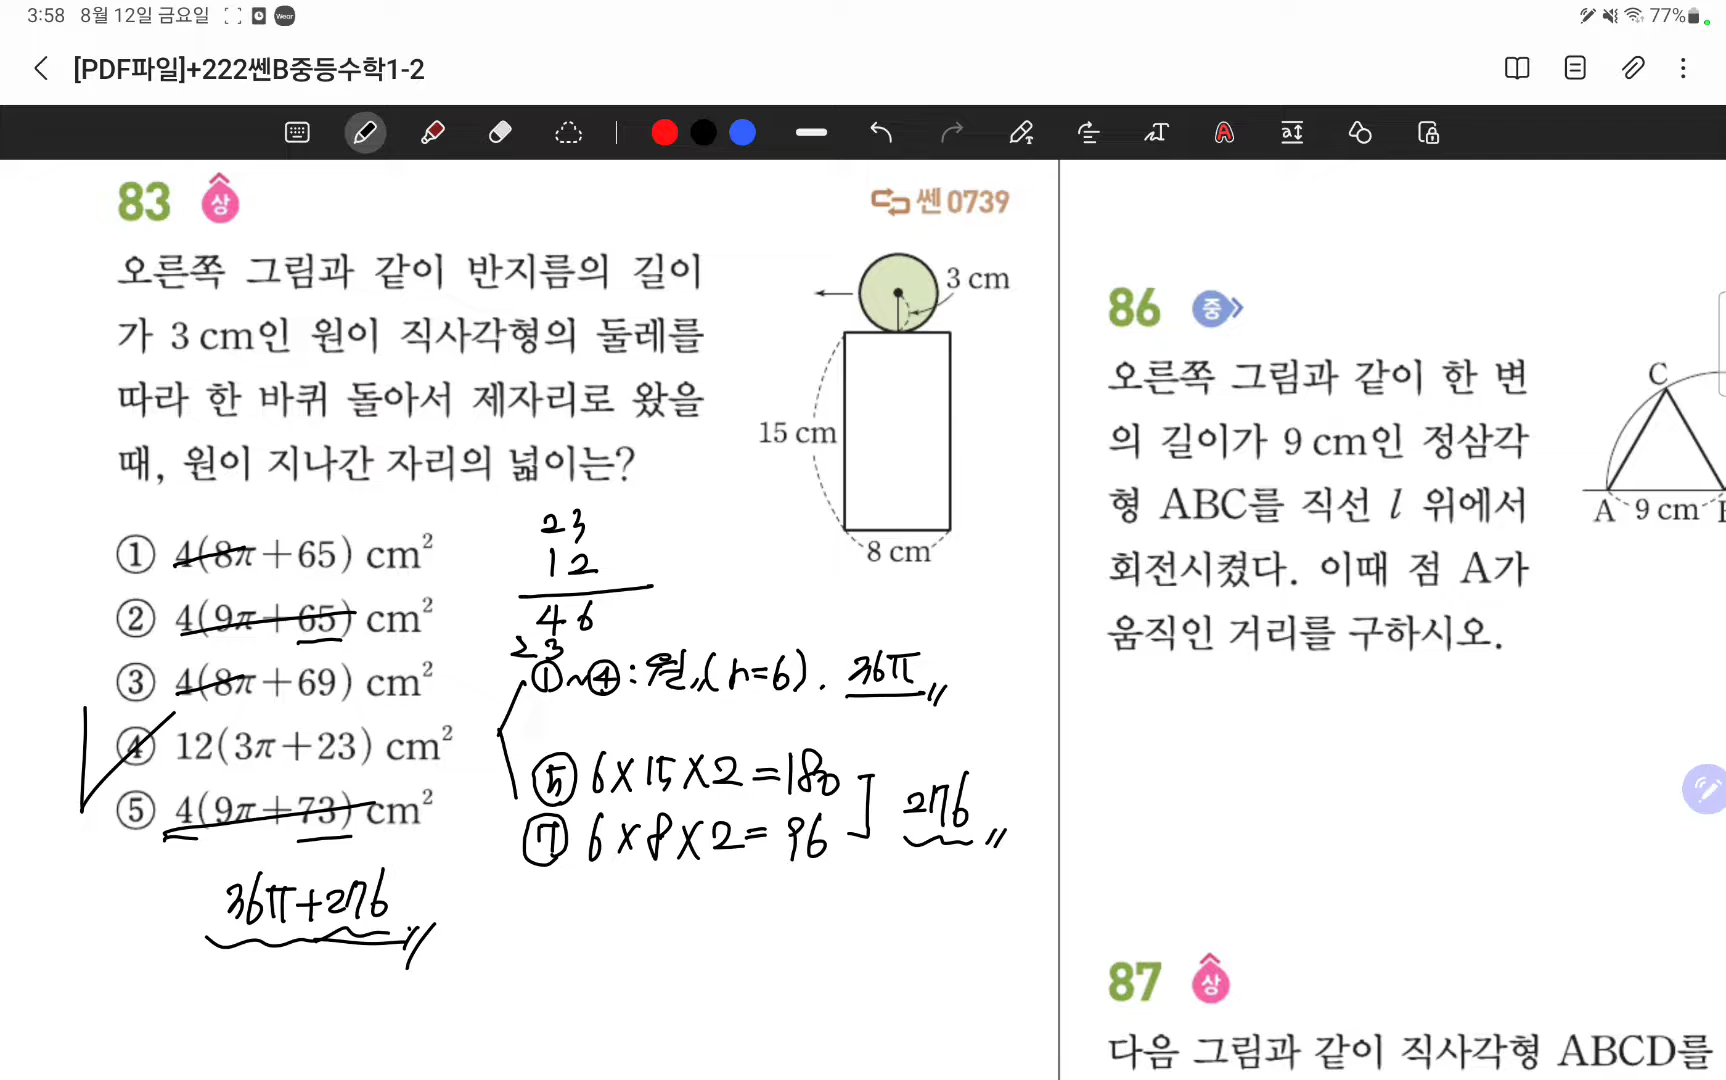 3:58 8월 12일 금요일
Wear
77%
[PDF파일]+222쎈B중등수학1-2
83 상
쎈 0739
오른쪽 그림과 같이 반지름의 길이
가 3 cm인 원이 직사각형의 둘레를
따라 한 바퀴 돌아서 제자리로 왔을
때, 원이 지나간 자리의 넓이는?
3 cm
15 cm
8 cm
① 4(8π+65) cm²
② 4(9π+65) cm²
③ 4(8π+69) cm²
④ 12(3π+23) cm²
⑤ 4(9π+73) cm²
23
12
46
23
①~④: 원,(r=6). 36π
⑤ 6×15×2=180
⑦ 6×8×2=96
276
36π+276
86 중
오른쪽 그림과 같이 한 변
의 길이가 9 cm인 정삼각
형 ABC를 직선 l 위에서
회전시켰다. 이때 점 A가
움직인 거리를 구하시오.
C
A 9 cm
87 상
다음 그림과 같이 직사각형 ABCD를